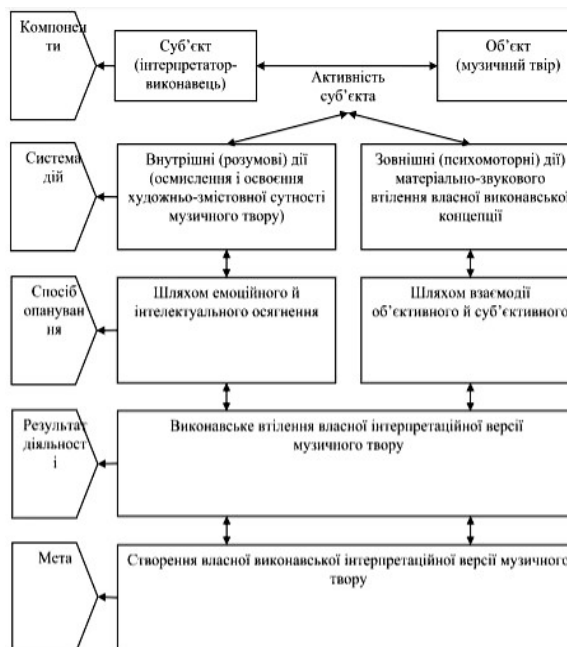 Компонен
ти
Суб’єкт
(інтерпретатор-
виконавець)
Об’єкт
(музичний твір)
Активність
суб’єкта
Система
дій
Внутрішні (розумові) дії
(осмислення і освоєння
художньо-змістовної сутності
музичного твору)
Зовнішні (психомоторні дії)
матеріально-звукового
втілення власної виконавської
концепції
Спосіб
опануван
ня
Шляхом емоційного й
інтелектуального осягнення
Шляхом взаємодії
об’єктивного й суб’єктивного
Результат
діяльност
і
Виконавське втілення власної інтерпретаційної версії
музичного твору
Мета
Створення власної виконавської інтерпретаційної версії музичного
твору